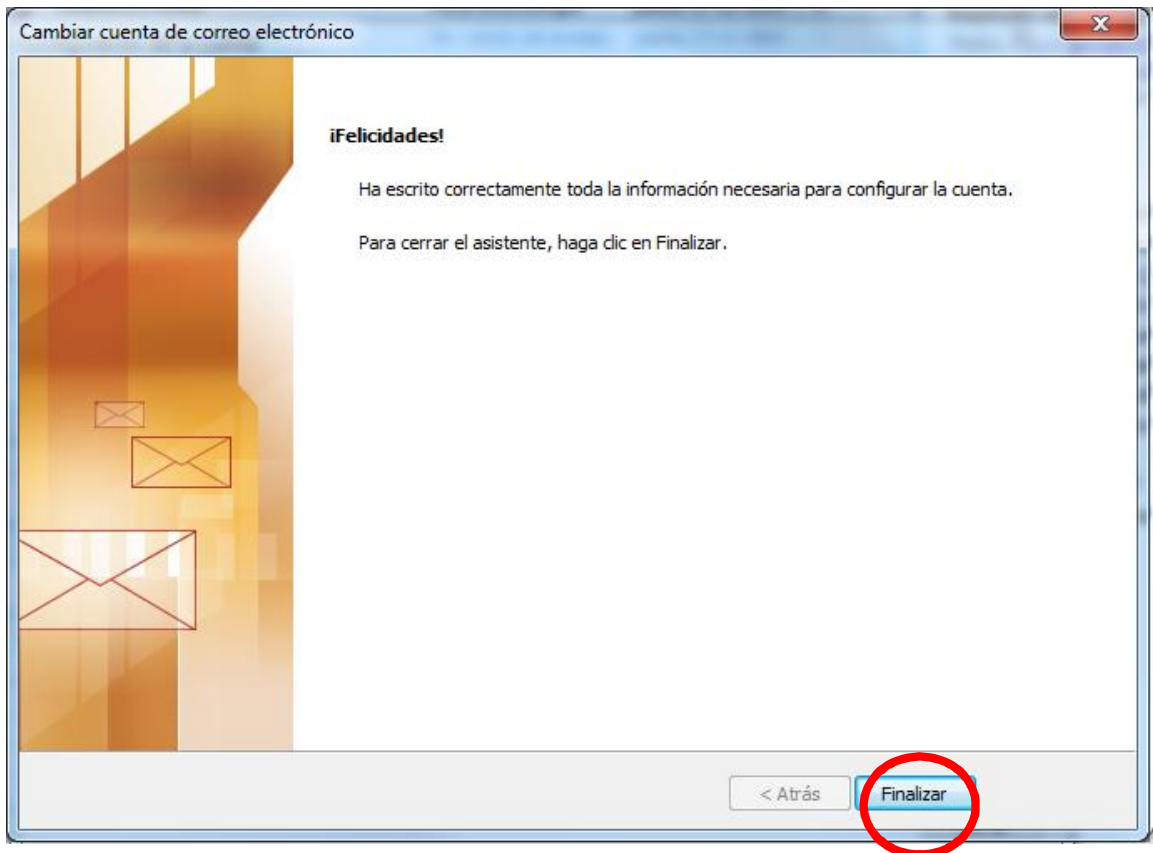 Cambiar cuenta de correo electrónico
¡Felicidades!
Ha escrito correctamente toda la información necesaria para configurar la cuenta.
Para cerrar el asistente, haga clic en Finalizar.
< Atrás
Finalizar